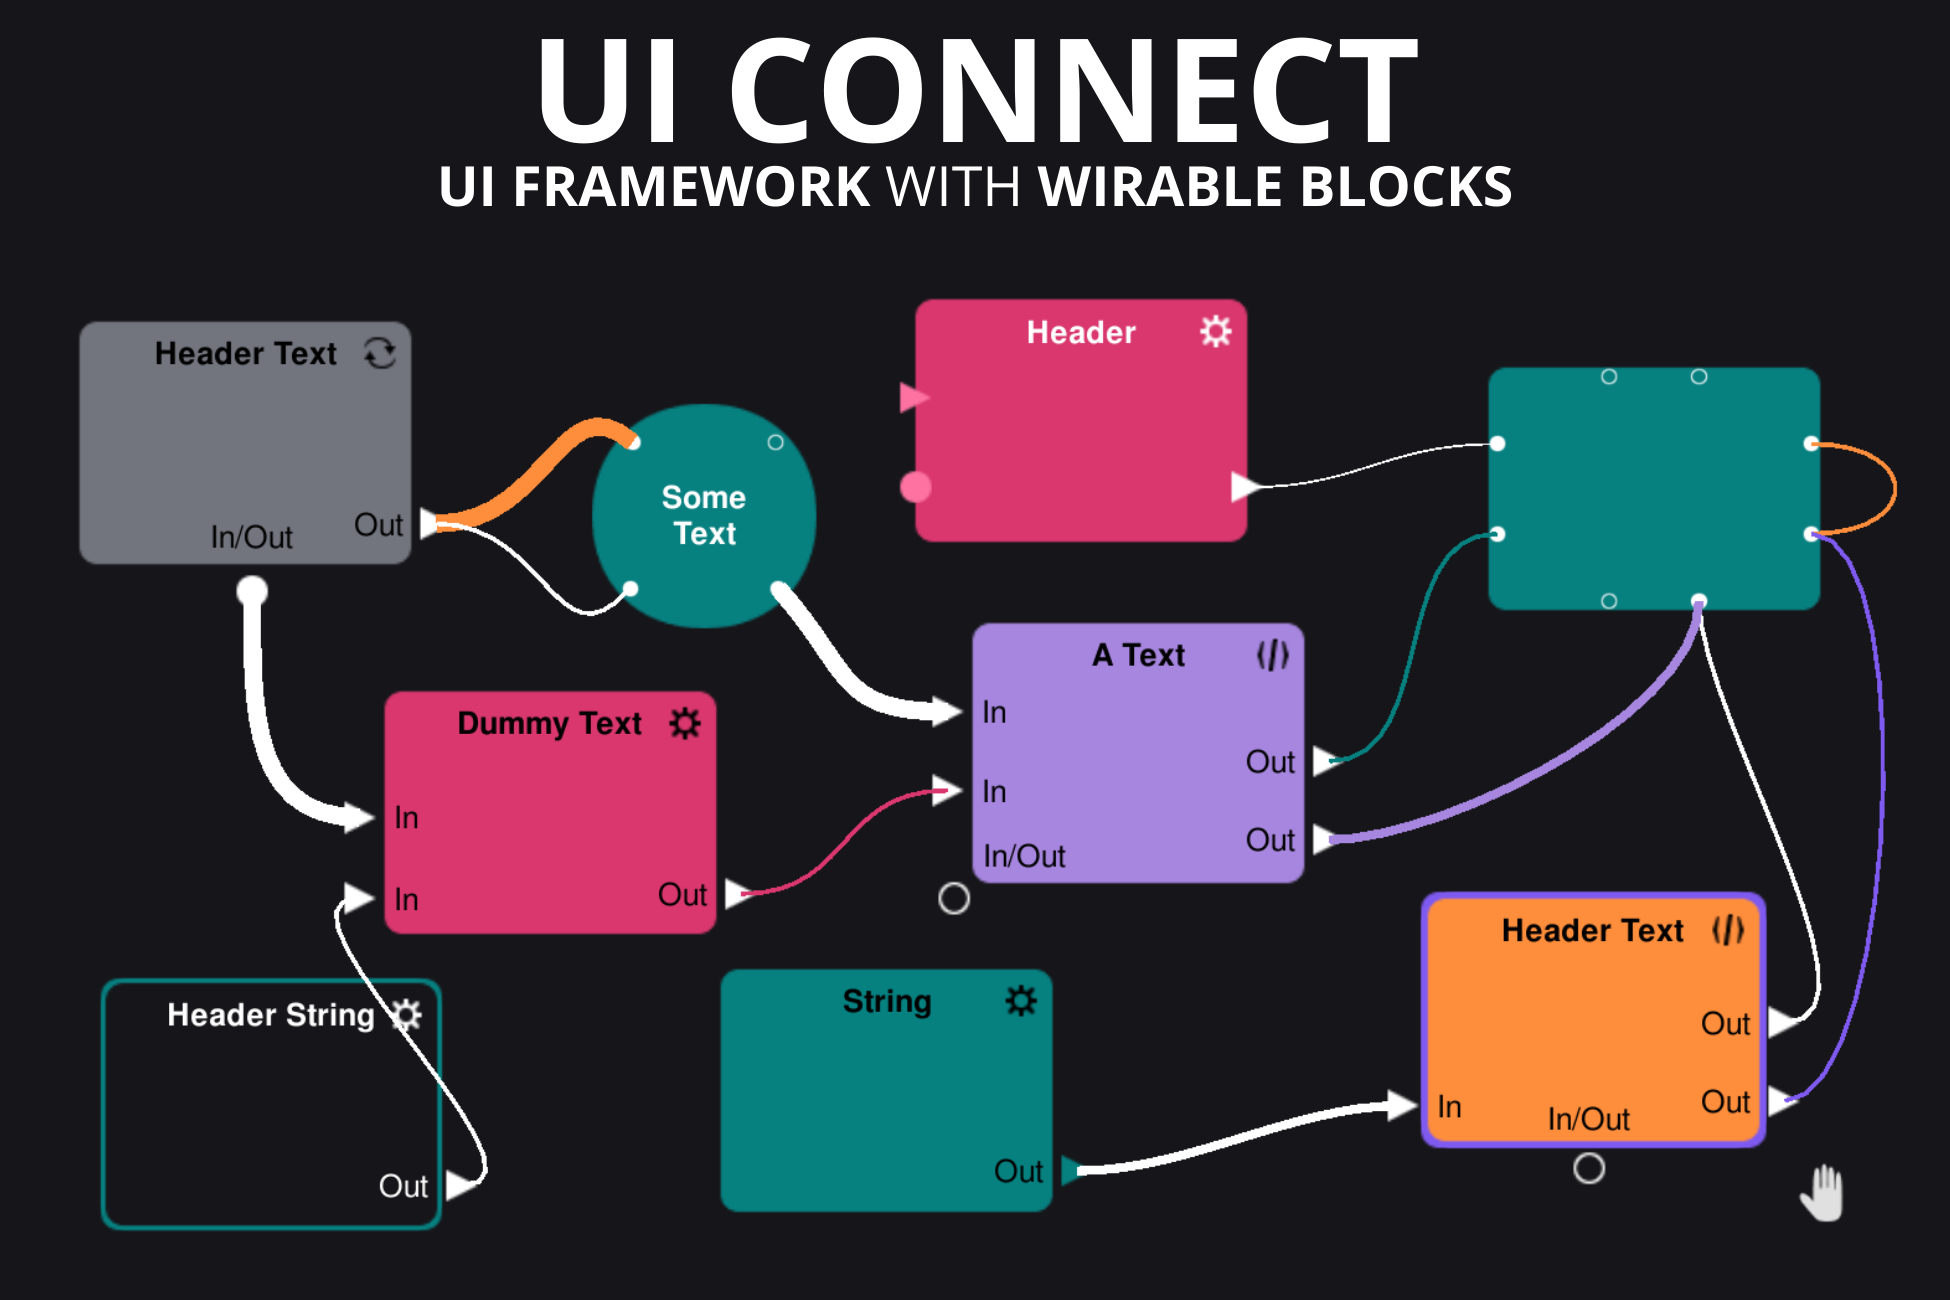 UI CONNECT
UI FRAMEWORK WITH WIRABLE BLOCKS
Header Text
In/Out
Out
Some
Text
Header
Dummy Text
In
In
Out
A Text
In
Out
In
Out
In/Out
Header String
Out
String
Out
Header Text
Out
Out
In
In/Out